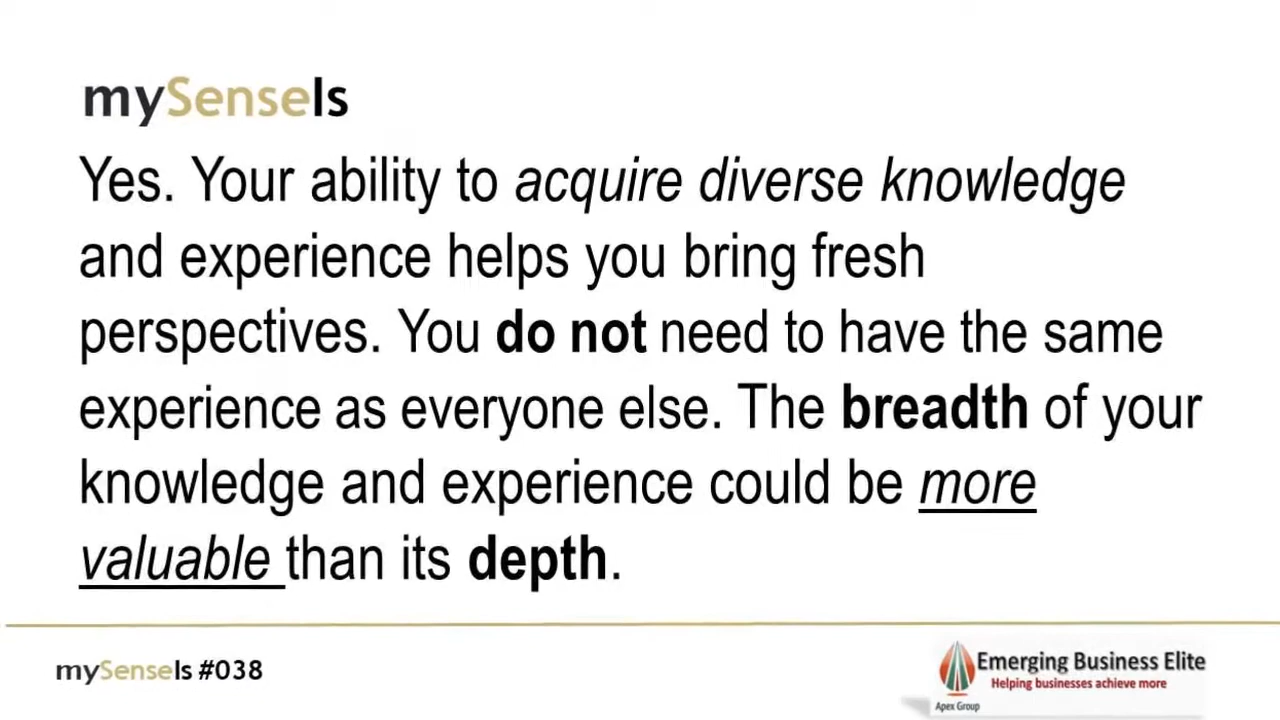 mySenseIs
Yes. Your ability to acquire diverse knowledge
and experience helps you bring fresh
perspectives. You do not need to have the same
experience as everyone else. The breadth of your
knowledge and experience could be more
valuable than its depth.
mySenseIs #038
Emerging Business Elite
Helping businesses achieve more
Apex Group